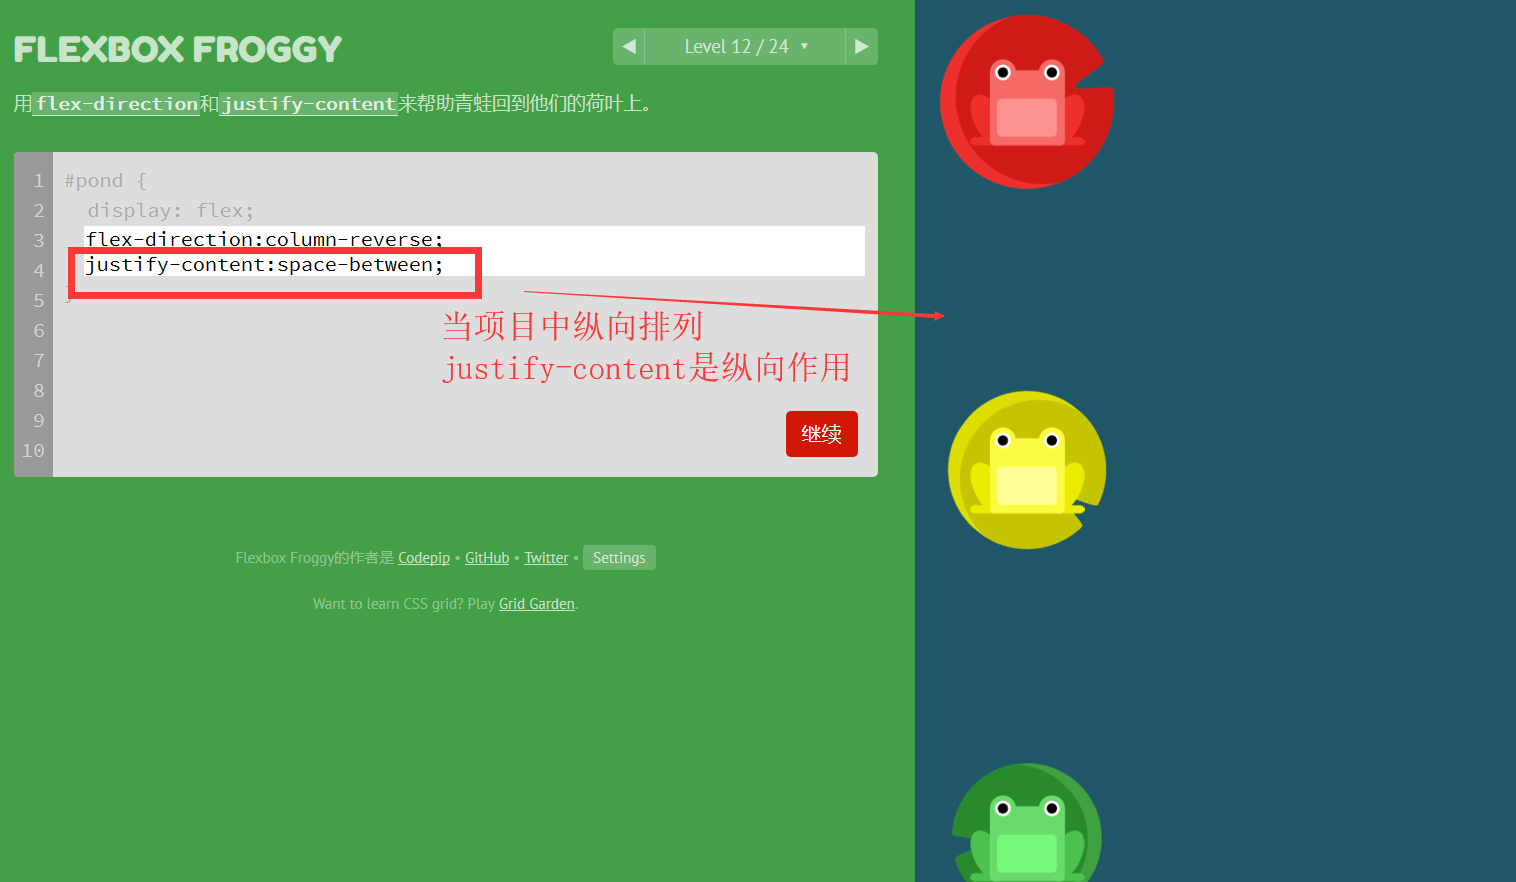 FLEXBOX FROGGY
◀ Level 12 / 24 ▼ ▶
用flex-direction和justify-content来帮助青蛙回到他们的荷叶上。
1 #pond {
2 display: flex;
3 flex-direction:column-reverse;
4 justify-content:space-between;
5 }
6
7
8
9
10
当项目中纵向排列
justify-content是纵向作用
继续
Flexbox Froggy的作者是 Codepip • GitHub • Twitter • Settings
Want to learn CSS grid? Play Grid Garden.